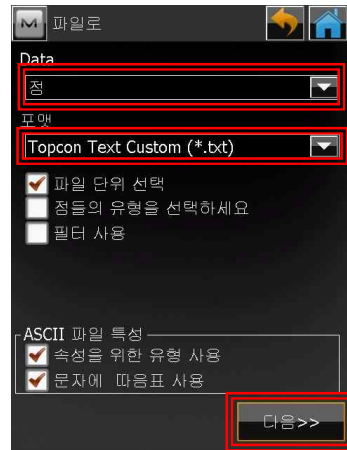 파일로
Data
점
포맷
Topcon Text Custom (*.txt)
파일 단위 선택
점들의 유형을 선택하세요
필터 사용
ASCII 파일 특성
속성을 위한 유형 사용
문자에 따옴표 사용
다음>>